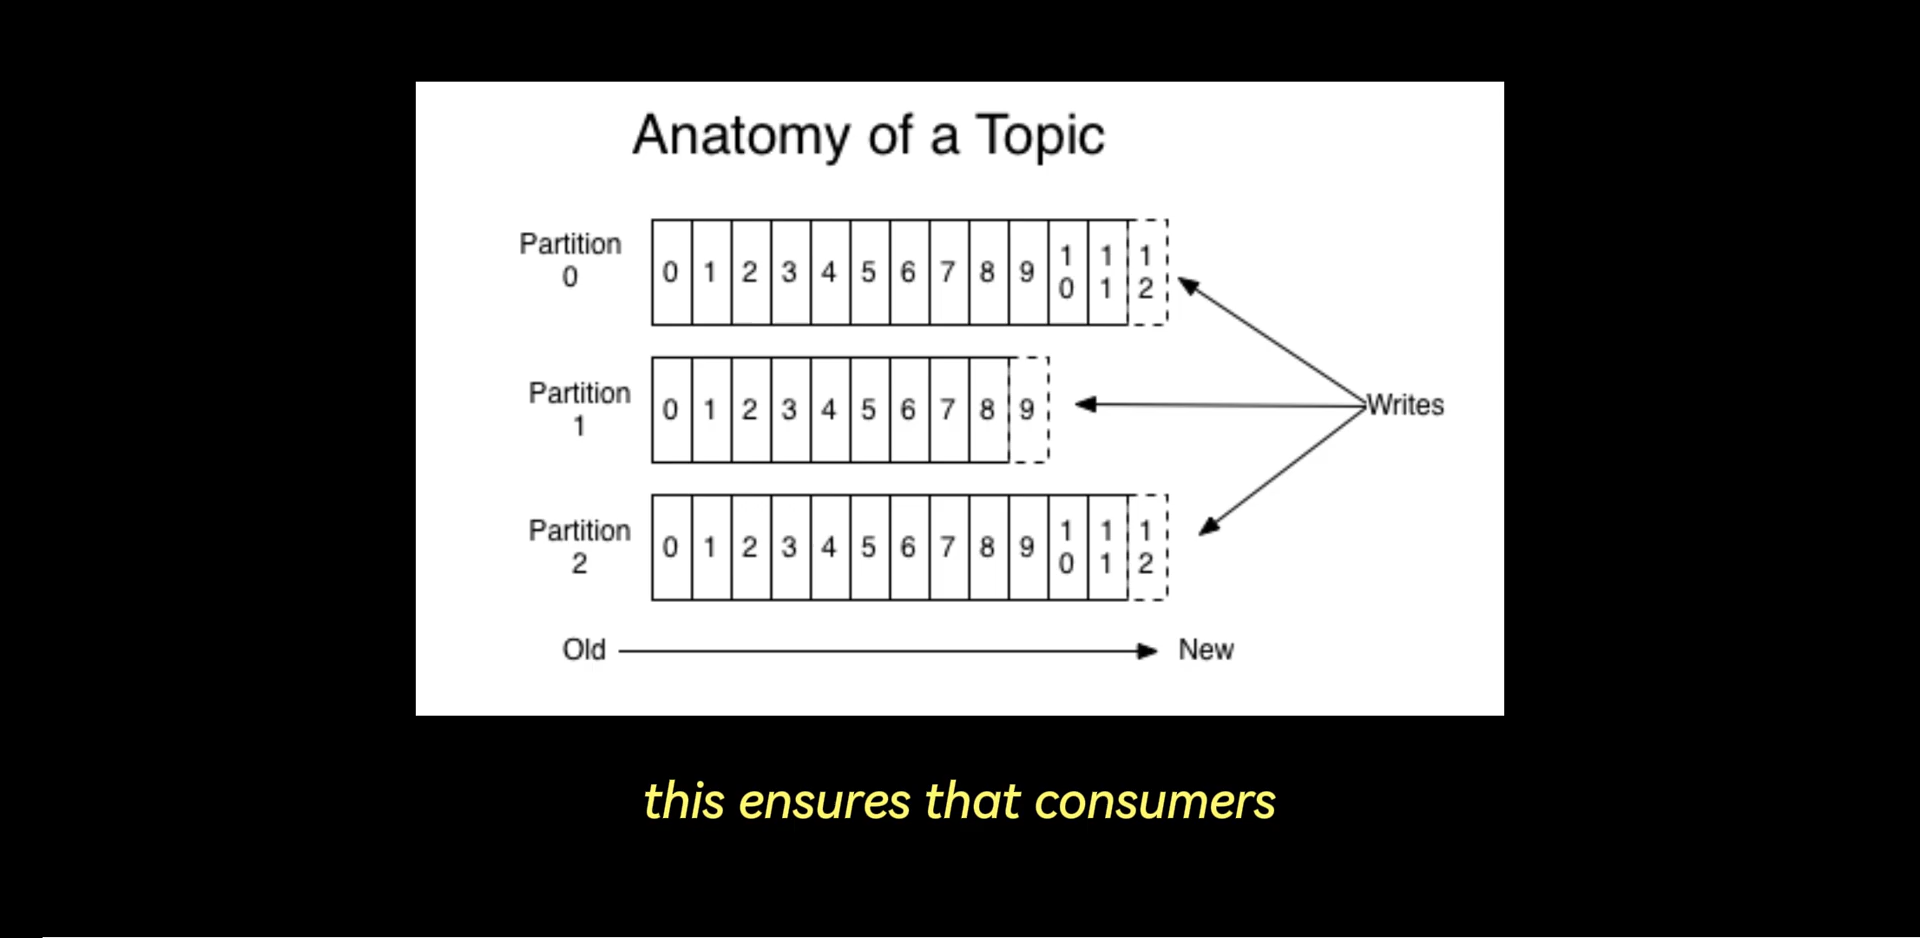 Anatomy of a Topic
Partition
0
0 1 2 3 4 5 6 7 8 9 10 11 12
Partition
1
0 1 2 3 4 5 6 7 8 9
Writes
Partition
2
0 1 2 3 4 5 6 7 8 9 10 11 12
Old New
this ensures that consumers